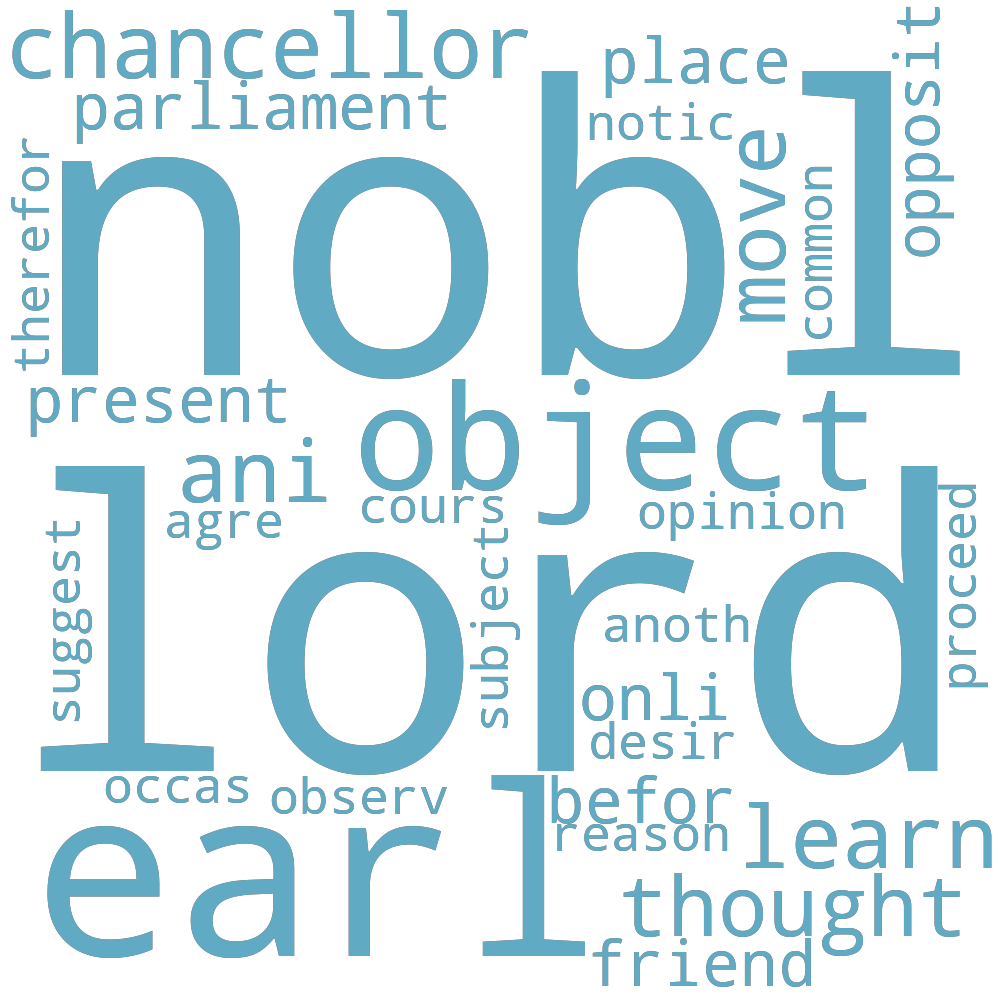 chancellor
place
opposit
parliament
notic
move
therefor
common
nobl
present
object
ani
cours
opinion
agre
suggest
subject
lord
proceed
anoth
onli
desir
occas
observ
befor
reason
earl
learn
thought
friend